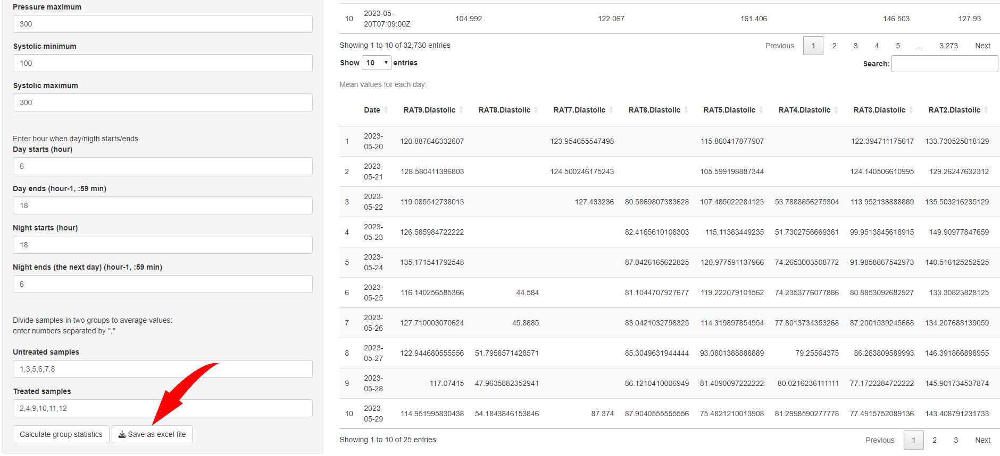 Pressure maximum
300
Systolic minimum
100
Systolic maximum
300
Enter hour when day/nigth starts/ends
Day starts (hour)
6
Day ends (hour-1, :59 min)
18
Night starts (hour)
18
Night ends (the next day) (hour-1, :59 min)
6
Divide samples in two groups to average values:
enter numbers separated by ","
Untreated samples
1,3,5,6,7,8
Treated samples
2,4,9,10,11,12
Calculate group statistics Save as excel file
10 2023-05-20T07:09:00Z 104.992 122.067 161.406 146.503 127.93
Showing 1 to 10 of 32,730 entries Previous 1 2 3 4 5 … 3,273 Next
Show 10 entries Search:
Mean values for each day:
Date RAT9.Diastolic RAT8.Diastolic RAT7.Diastolic RAT6.Diastolic RAT5.Diastolic RAT4.Diastolic RAT3.Diastolic RAT2.Diastolic
1 2023-05-20 120.887646332607 123.954655547498 115.860417877907 122.394711175617 133.730525018129
2 2023-05-21 128.580411396803 124.500246175243 105.599198887344 124.140506610995 129.26247632312
3 2023-05-22 119.085542738013 127.433236 80.5869807383628 107.485022284123 53.7888856275304 113.952138888889 135.503216235129
4 2023-05-23 126.585984722222 82.4165610108303 115.11383449235 51.7302756669361 99.9513845618915 149.90977847659
5 2023-05-24 135.171541792548 87.0426165622825 120.977591137966 74.2653003508772 91.9858867542973 140.516125252525
6 2023-05-25 116.140256585366 44.584 81.1044707927677 119.222079101562 74.2353776077886 80.8853092682927 133.30823828125
7 2023-05-26 127.710003070624 45.8885 83.0421032798325 114.319897854954 77.8013734353268 87.2001539245668 134.207688139059
8 2023-05-27 122.944680555556 51.7958571428571 85.3049631944444 93.0801388888889 79.25564375 86.263809589993 146.391866898955
9 2023-05-28 117.07415 47.9635882352941 86.1210410006949 81.4090097222222 80.0216236111111 77.1722284722222 145.901734537874
10 2023-05-29 114.951995830438 54.1843846153846 87.374 87.9040555555556 75.4821210013908 81.2998590277778 77.4915752089136 143.408791231733
Showing 1 to 10 of 25 entries Previous 1 2 3 Next